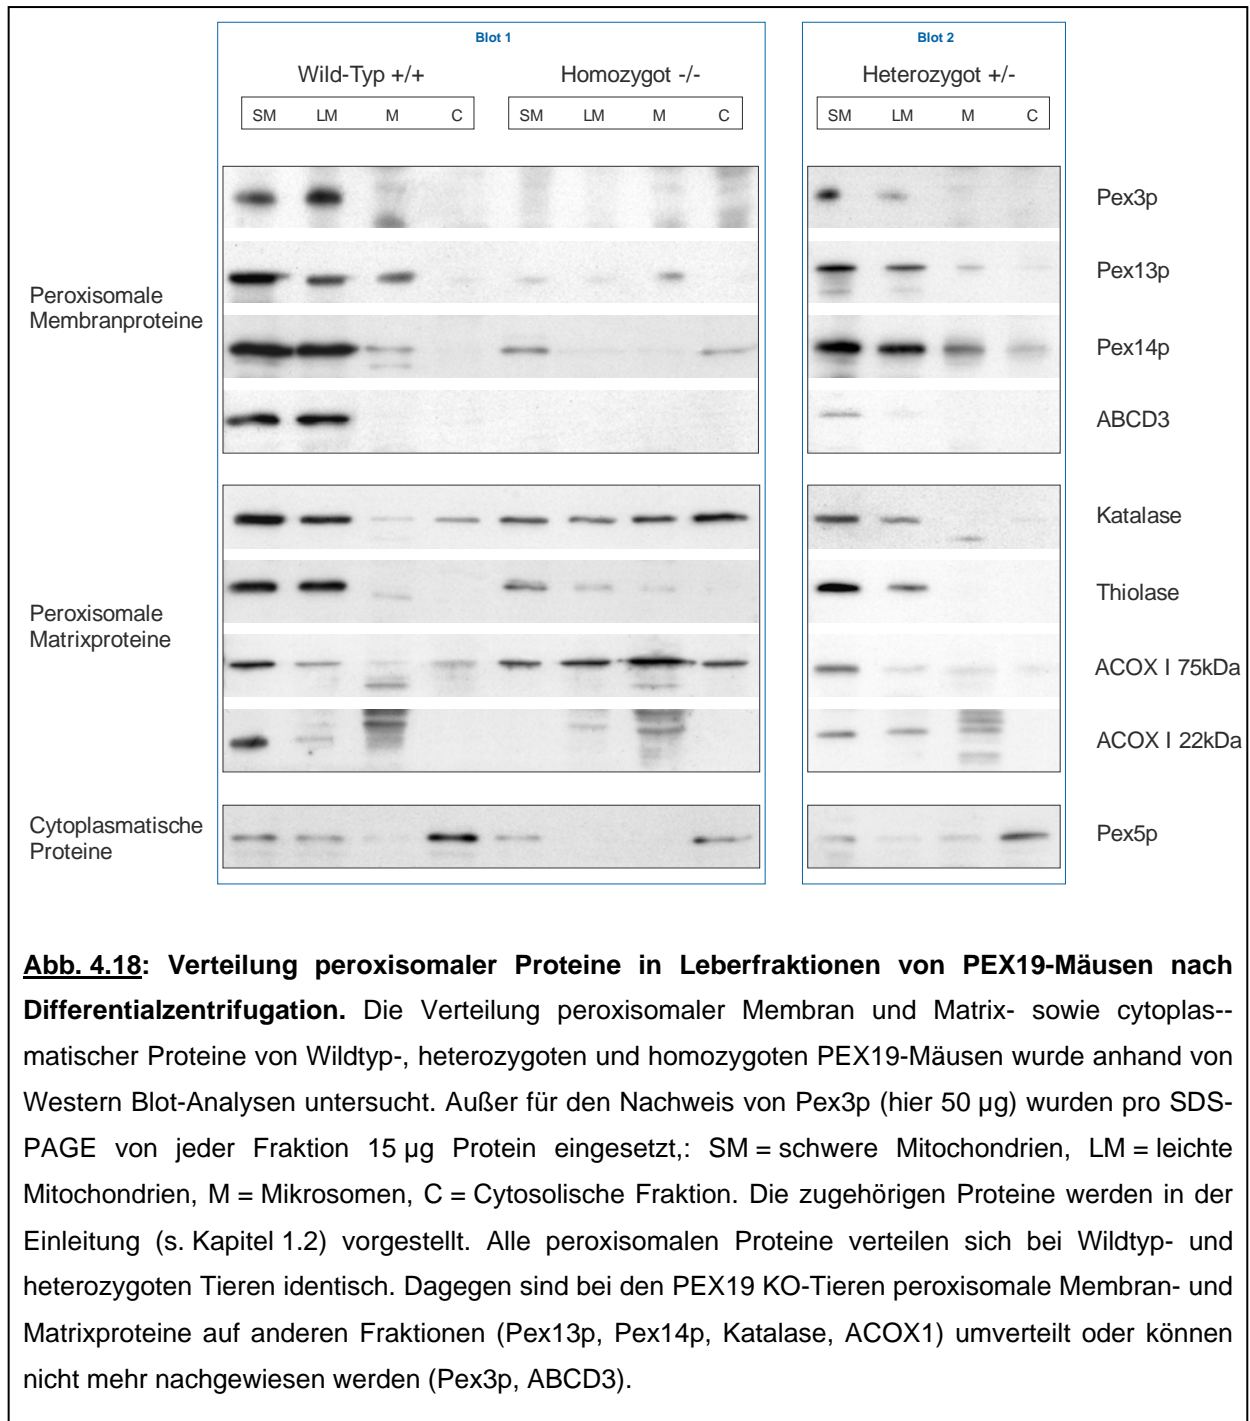 Blot 1
Blot 2
Wild-Typ +/+
Homozygot -/-
Heterozygot +/-
SM LM M C SM LM M C SM LM M C
Peroxisomale
Membranproteine
Pex3p
Pex13p
Pex14p
ABCD3
Peroxisomale
Matrixproteine
Katalase
Thiolase
ACOX I 75kDa
ACOX I 22kDa
Cytoplasmatische
Proteine
Pex5p
Abb. 4.18: Verteilung peroxisomaler Proteine in Leberfraktionen von PEX19-Mäusen nach
Differentialzentrifugation. Die Verteilung peroxisomaler Membran und Matrix- sowie cytoplas--
matischer Proteine von Wildtyp-, heterozygoten und homozygoten PEX19-Mäusen wurde anhand von
Western Blot-Analysen untersucht. Außer für den Nachweis von Pex3p (hier 50 µg) wurden pro SDS-
PAGE von jeder Fraktion 15 µg Protein eingesetzt,: SM = schwere Mitochondrien, LM = leichte
Mitochondrien, M = Mikrosomen, C = Cytosolische Fraktion. Die zugehörigen Proteine werden in der
Einleitung (s. Kapitel 1.2) vorgestellt. Alle peroxisomalen Proteine verteilen sich bei Wildtyp- und
heterozygoten Tieren identisch. Dagegen sind bei den PEX19 KO-Tieren peroxisomale Membran- und
Matrixproteine auf anderen Fraktionen (Pex13p, Pex14p, Katalase, ACOX1) umverteilt oder können
nicht mehr nachgewiesen werden (Pex3p, ABCD3).